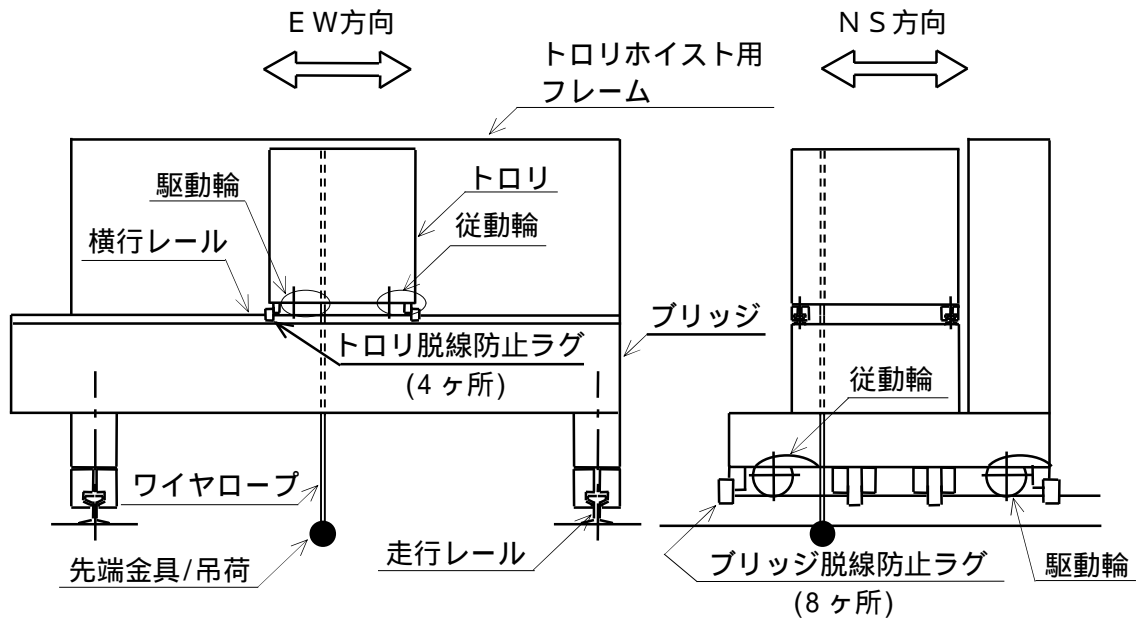 ＥＷ方向
ＮＳ方向
トロリホイスト用
フレーム
駆動輪
トロリ
従動輪
横行レール
ブリッジ
トロリ脱線防止ラグ
(4ヶ所)
従動輪
ワイヤロープ
先端金具/吊荷
走行レール
ブリッジ脱線防止ラグ
(8ヶ所)
駆動輪